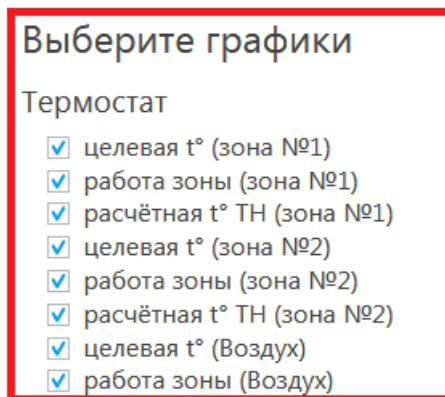 Выберите графики
Термостат
целевая t° (зона №1)
работа зоны (зона №1)
расчётная t° ТН (зона №1)
целевая t° (зона №2)
работа зоны (зона №2)
расчётная t° ТН (зона №2)
целевая t° (Воздух)
работа зоны (Воздух)